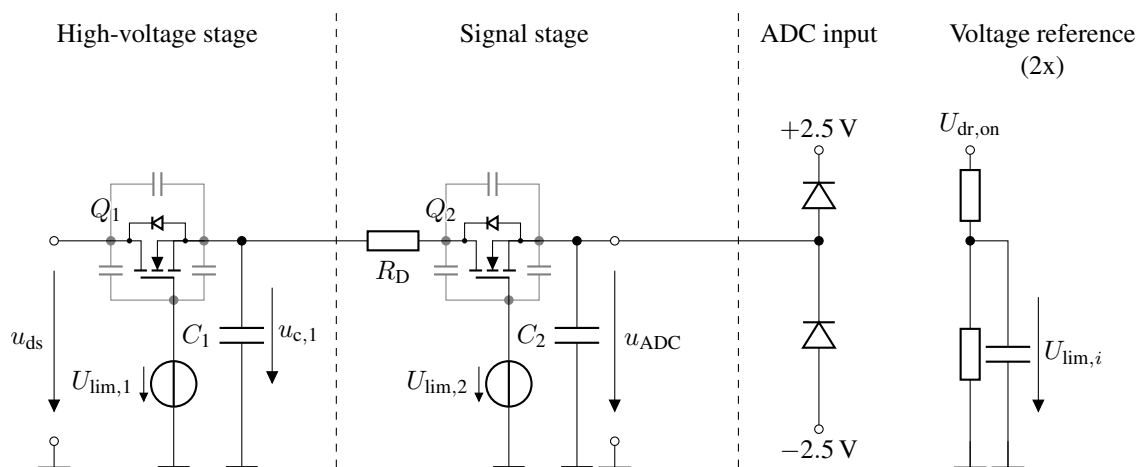 High-voltage stage
Signal stage
ADC input
Voltage reference
(2x)
+2.5 V
U_dr,on
Q_1
Q_2
R_D
u_ds
C_1
u_c,1
C_2
u_ADC
U_lim,1
U_lim,2
U_lim,i
−2.5 V